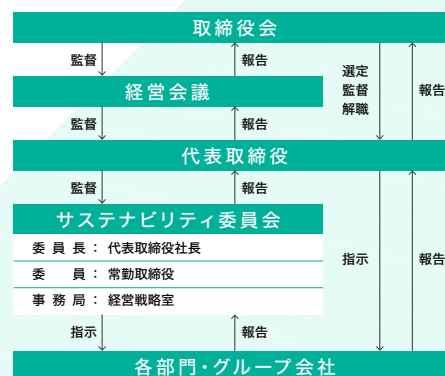 取締役会
監督
報告
選定
監督
解職
報告
経営会議
監督
報告
代表取締役
監督
報告
サステナビリティ委員会
委員長：代表取締役社長
委　員：常勤取締役
事務局：経営戦略室
指示
報告
指示
報告
各部門・グループ会社